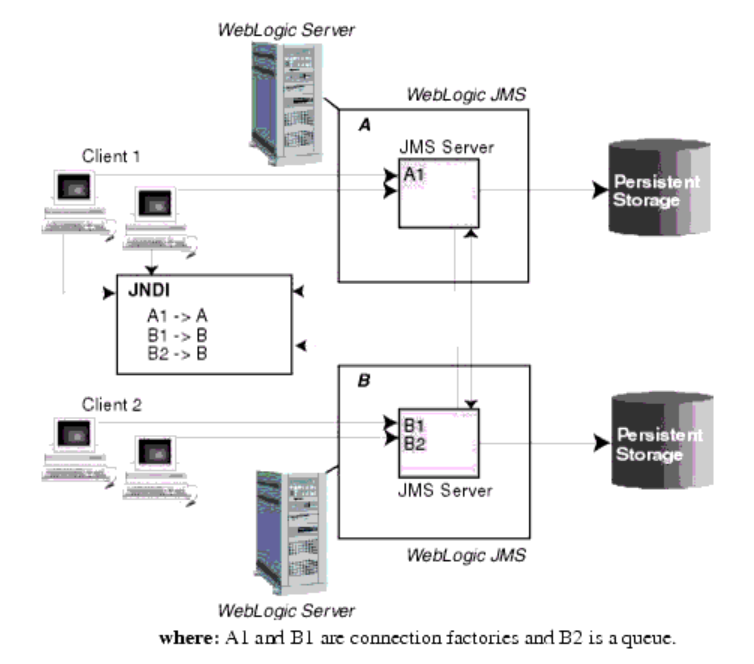 WebLogic Server
WebLogic JMS
A
JMS Server
Client 1
A1
Persistent
Storage
JNDI
A1 -> A
B1 -> B
B2 -> B
B
Client 2
B1
B2
Persistent
Storage
JMS Server
WebLogic JMS
WebLogic Server
where: A1 and B1 are connection factories and B2 is a queue.